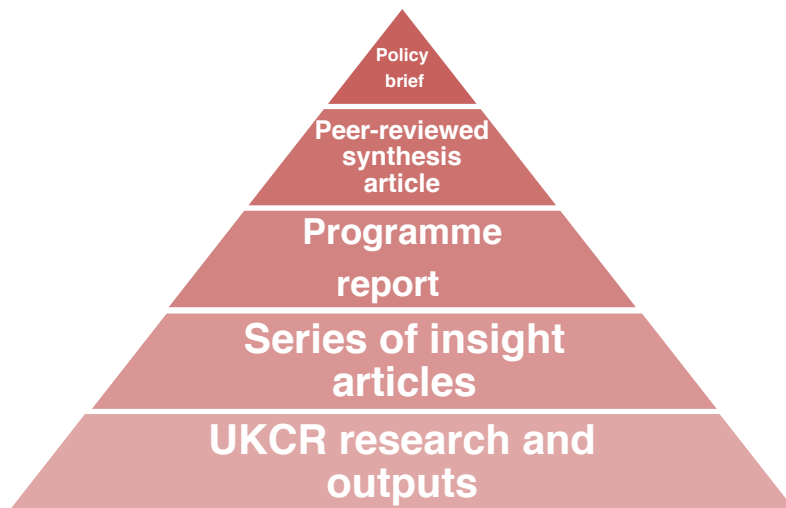 Policy
brief
Peer-reviewed
synthesis
article
Programme
report
Series of insight
articles
UKCR research and
outputs